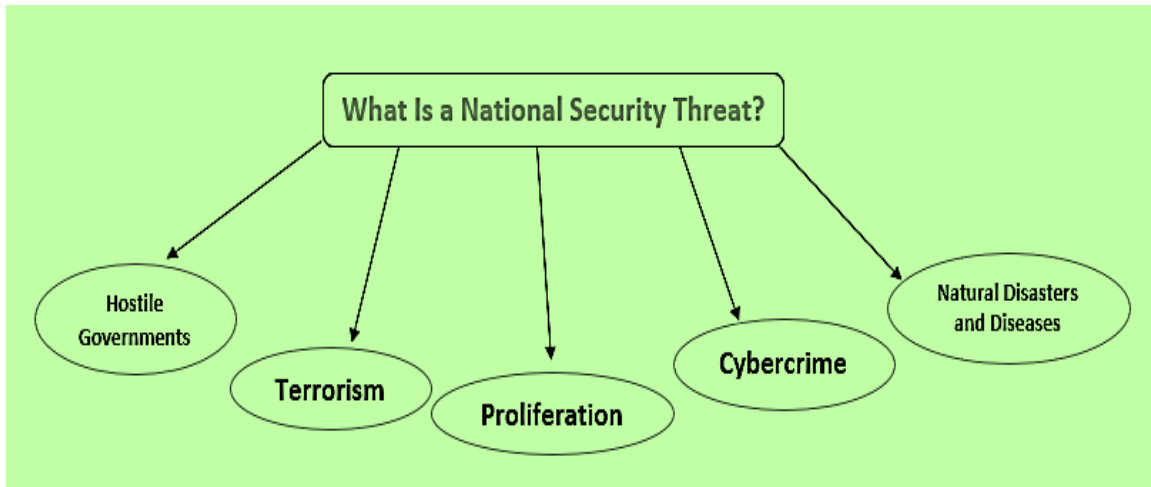 What Is a National Security Threat?
Hostile
Governments
Terrorism
Proliferation
Cybercrime
Natural Disasters
and Diseases